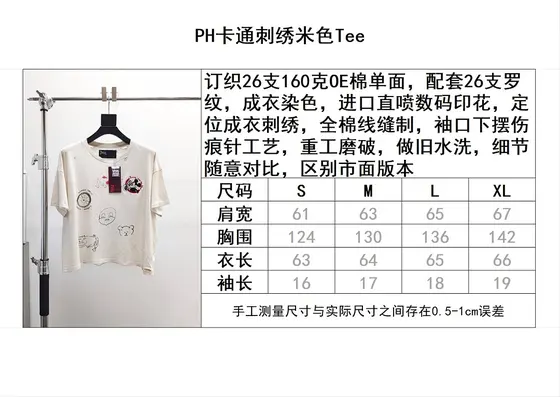 PH卡通刺绣米色Tee
订织26支160克OE棉单面，配套26支罗
纹，成衣染色，进口直喷数码印花，定
位成衣刺绣，全棉线缝制，袖口下摆伤
痕针工艺，重工磨破，做旧水洗，细节
随意对比，区别市面版本
尺码 S M L XL
肩宽 61 63 65 67
胸围 124 130 136 142
衣长 63 64 65 66
袖长 16 17 18 19
手工测量尺寸与实际尺寸之间存在0.5-1cm误差